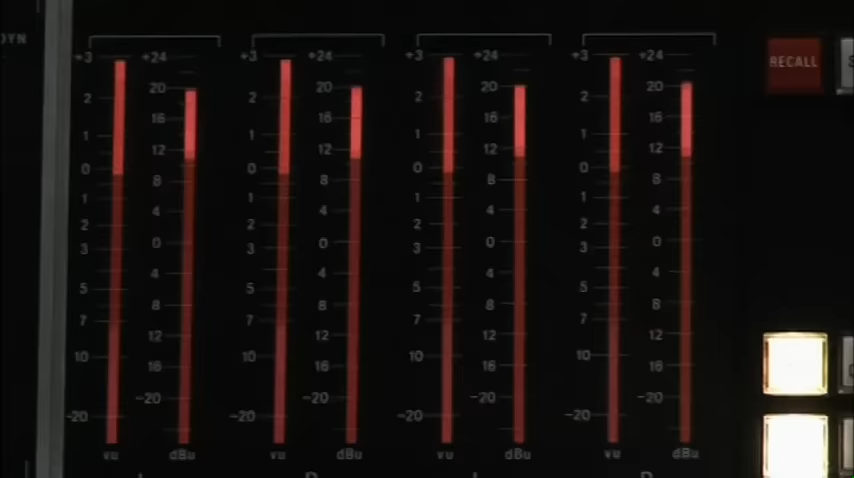 DYN
+3 +24 +3 +24 +3 +24 +3 +24
RECALL
20 20 20 20
2 2 2 2
16 16 16 16
1 1 1 1
12 12 12 12
0 0 0 0
8 8 8 8
1 1 1 1
4 4 4 4
2 2 2 2
0 0 0 0
3 3 3 3
4 4 4 4
5 5 5 5
8 8 8 8
7 7 7 7
12 12 12 12
10 10 10 10
16 16 16 16
-20 -20 -20 -20
-20 -20 -20 -20
vu dBu vu dBu vu dBu vu dBu